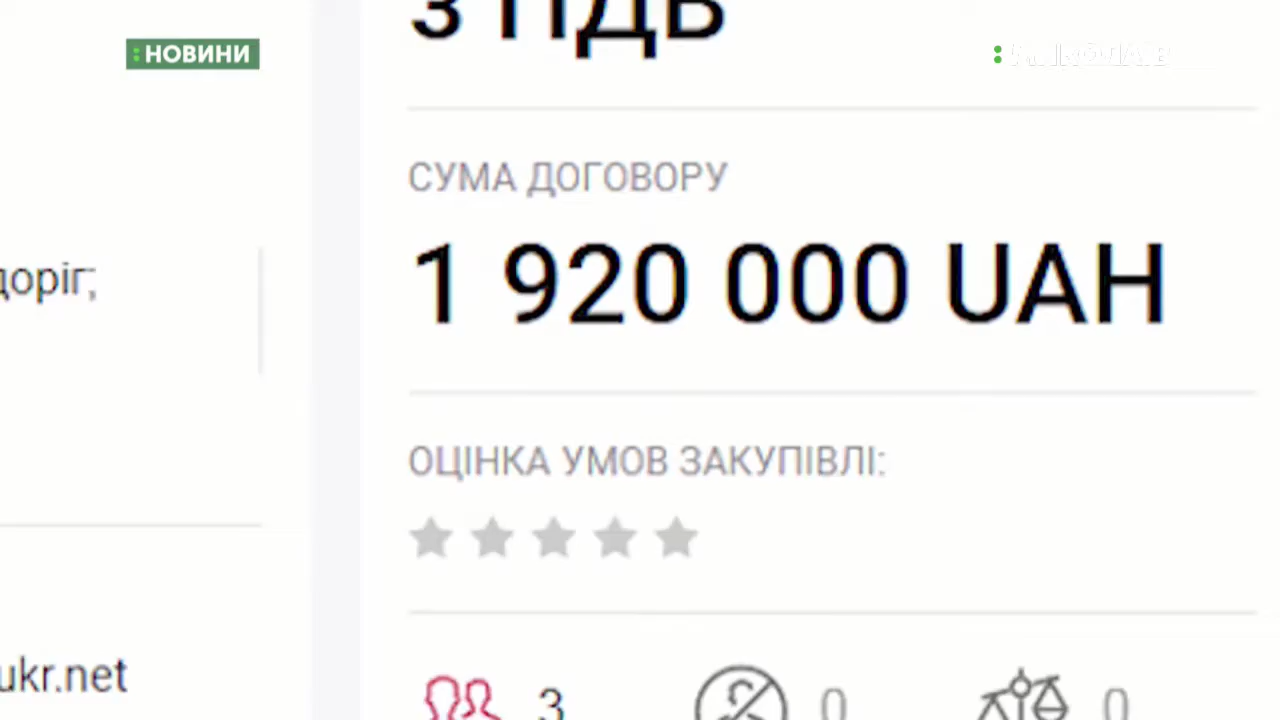 З ПДВ
:НОВИНИ
СУМА ДОГОВОРУ
1 920 000 UAH
доріг;
ОЦІНКА УМОВ ЗАКУПІВЛІ:
ukr.net
3
0
0